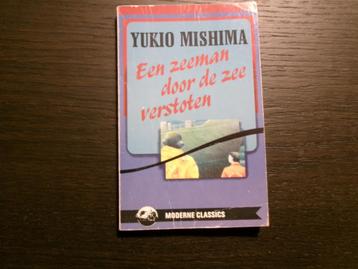 YUKIO MISHIMA
Een zeeman
door de zee
verstoten
MODERNE CLASSICS